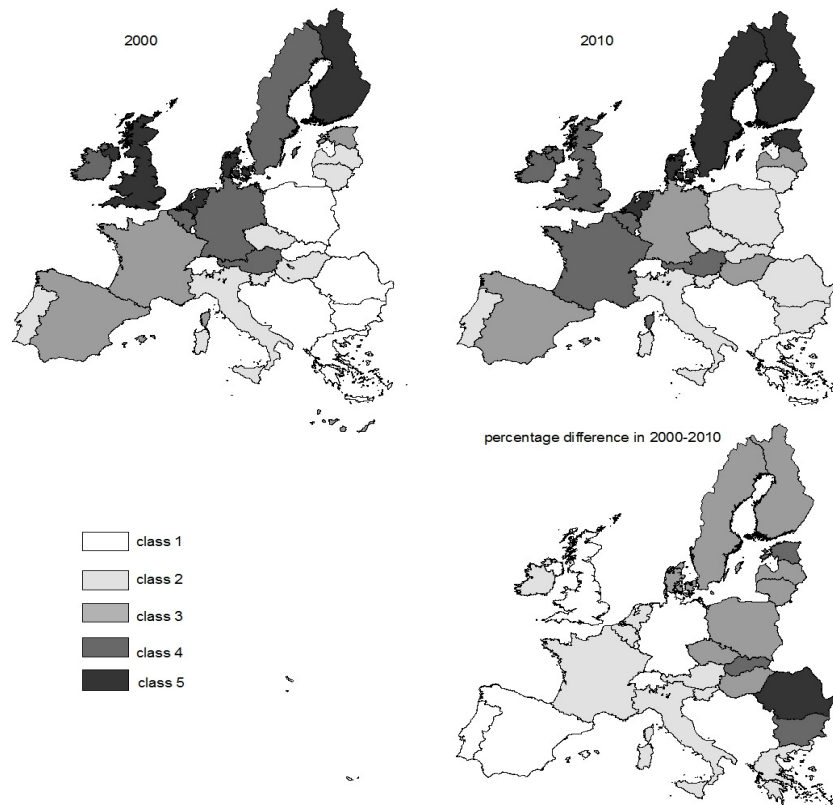 2000
2010
percentage difference in 2000-2010
class 1
class 2
class 3
class 4
class 5